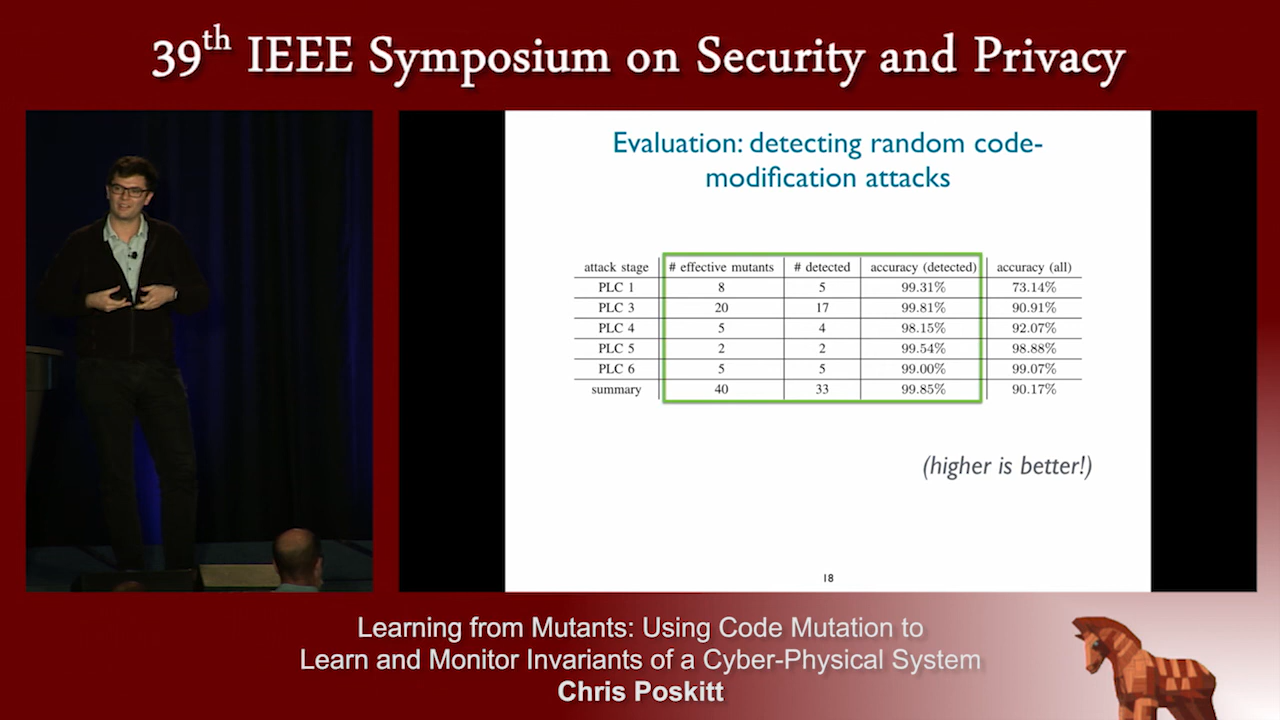 39th IEEE Symposium on Security and Privacy
Evaluation: detecting random code-
modification attacks
attack stage # effective mutants # detected accuracy (detected) accuracy (all)
PLC 1 8 5 99.31% 73.14%
PLC 3 20 17 99.81% 90.91%
PLC 4 5 4 98.15% 92.07%
PLC 5 2 2 99.54% 98.88%
PLC 6 5 5 99.00% 99.07%
summary 40 33 99.85% 90.17%
(higher is better!)
18
Learning from Mutants: Using Code Mutation to
Learn and Monitor Invariants of a Cyber-Physical System
Chris Poskitt